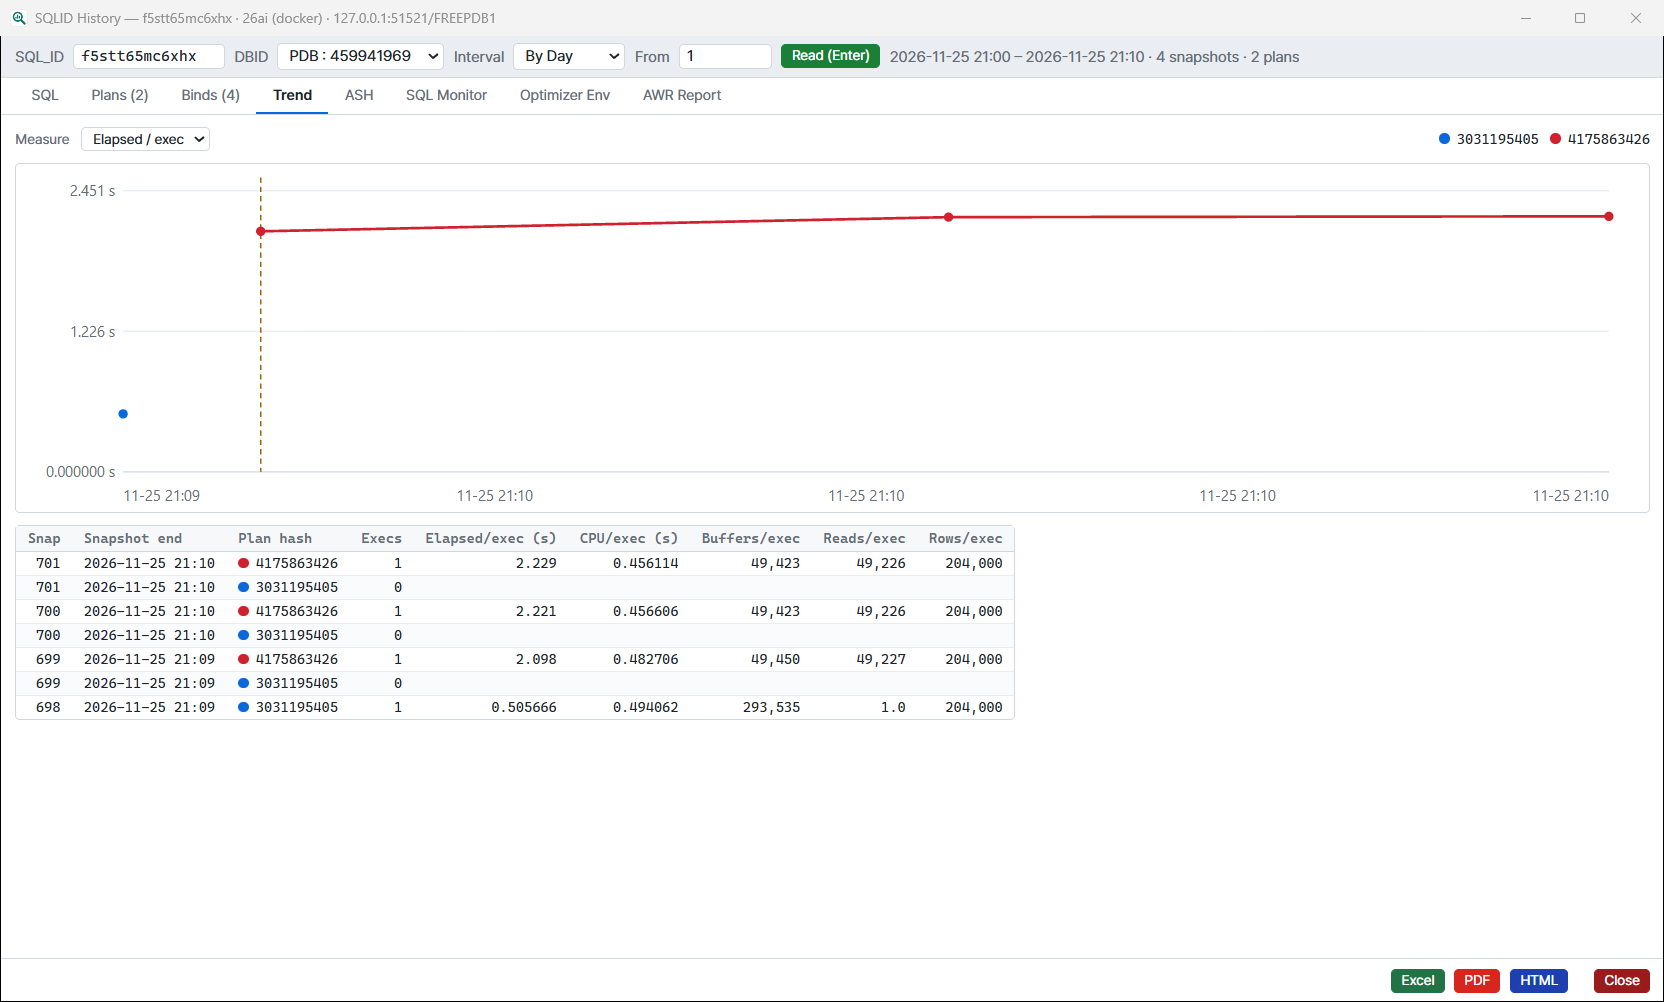 SQLID History — f5stt65mc6xhx · 26ai (docker) · 127.0.0.1:51521/FREEPDB1
SQL_ID f5stt65mc6xhx DBID PDB : 459941969 Interval By Day From 1 Read (Enter) 2026-11-25 21:00 – 2026-11-25 21:10 · 4 snapshots · 2 plans
SQL Plans (2) Binds (4) Trend ASH SQL Monitor Optimizer Env AWR Report
Measure Elapsed / exec 3031195405 4175863426
2.451 s
1.226 s
0.000000 s
11-25 21:09 11-25 21:10 11-25 21:10 11-25 21:10 11-25 21:10
Snap Snapshot end Plan hash Execs Elapsed/exec (s) CPU/exec (s) Buffers/exec Reads/exec Rows/exec
701 2026-11-25 21:10 4175863426 1 2.229 0.456114 49,423 49,226 204,000
701 2026-11-25 21:10 3031195405 0
700 2026-11-25 21:10 4175863426 1 2.221 0.456606 49,423 49,226 204,000
700 2026-11-25 21:10 3031195405 0
699 2026-11-25 21:09 4175863426 1 2.098 0.482706 49,450 49,227 204,000
699 2026-11-25 21:09 3031195405 0
698 2026-11-25 21:09 3031195405 1 0.505666 0.494062 293,535 1.0 204,000
Excel PDF HTML Close